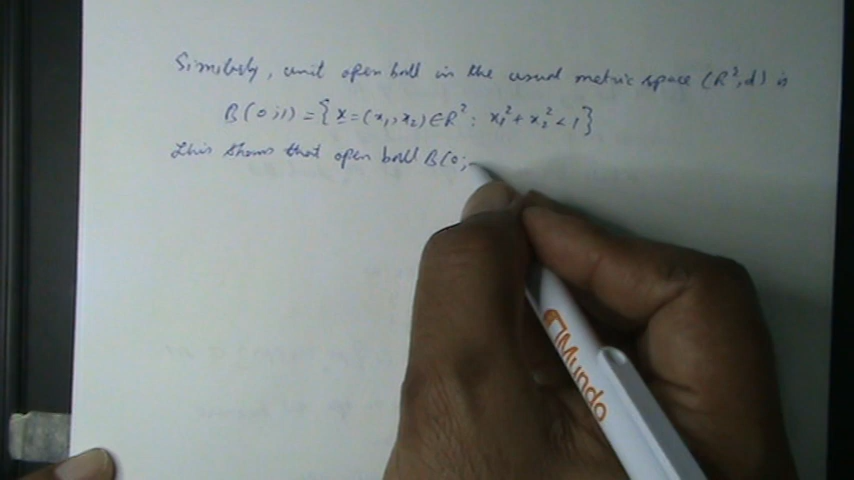 Similarly, unit open ball in the usual metric space (R², d) is
B(0;1) = {x = (x₁, x₂) ∈ R² : x₁² + x₂² < 1}
This shows that open ball B(0;
Mundo